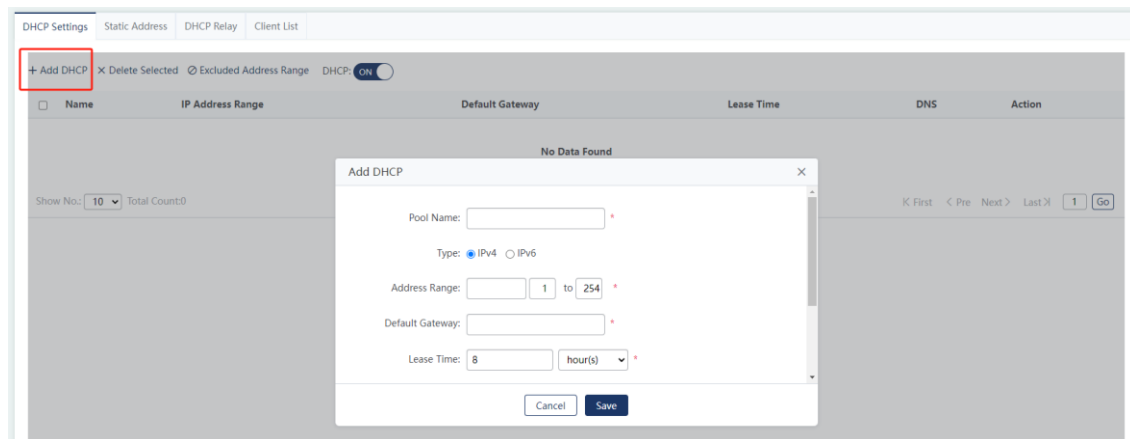 DHCP Settings Static Address DHCP Relay Client List
+ Add DHCP × Delete Selected ⊘ Excluded Address Range DHCP: ON
Name IP Address Range Default Gateway Lease Time DNS Action
No Data Found
Add DHCP ×
Show No.: 10 Total Count:0 K First < Pre Next > Last X 1 Go
Pool Name: *
Type: IPv4 IPv6
Address Range: 1 to 254 *
Default Gateway: *
Lease Time: 8 hour(s) *
Cancel Save